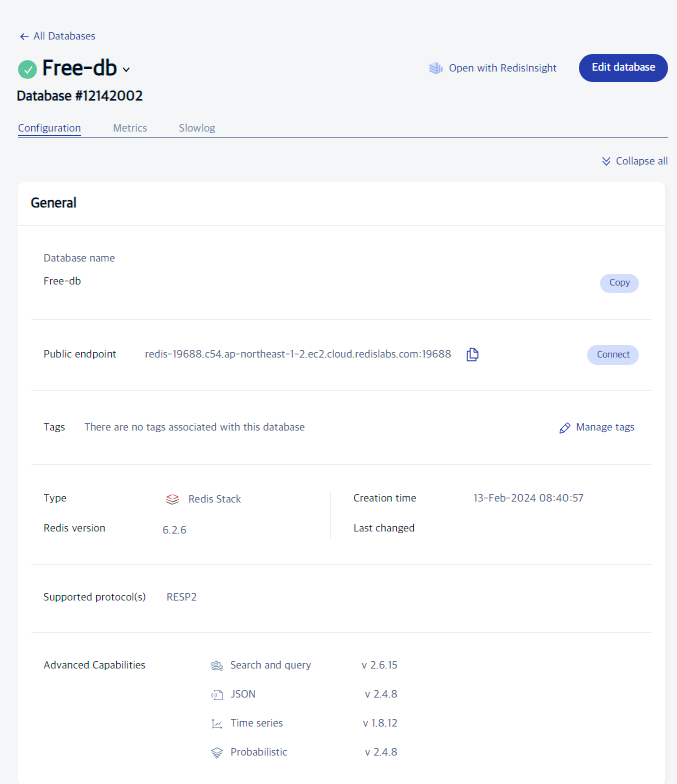 All Databases
Free-db
Open with RedisInsight
Edit database
Database #12142002
Configuration Metrics Slowlog
Collapse all
General
Database name
Free-db
Copy
Public endpoint redis-19688.c54.ap-northeast-1-2.ec2.cloud.redislabs.com:19688 Connect
Tags There are no tags associated with this database Manage tags
Type Redis Stack Creation time 13-Feb-2024 08:40:57
Redis version 6.2.6 Last changed
Supported protocol(s) RESP2
Advanced Capabilities Search and query v 2.6.15
JSON v 2.4.8
Time series v 1.8.12
Probabilistic v 2.4.8